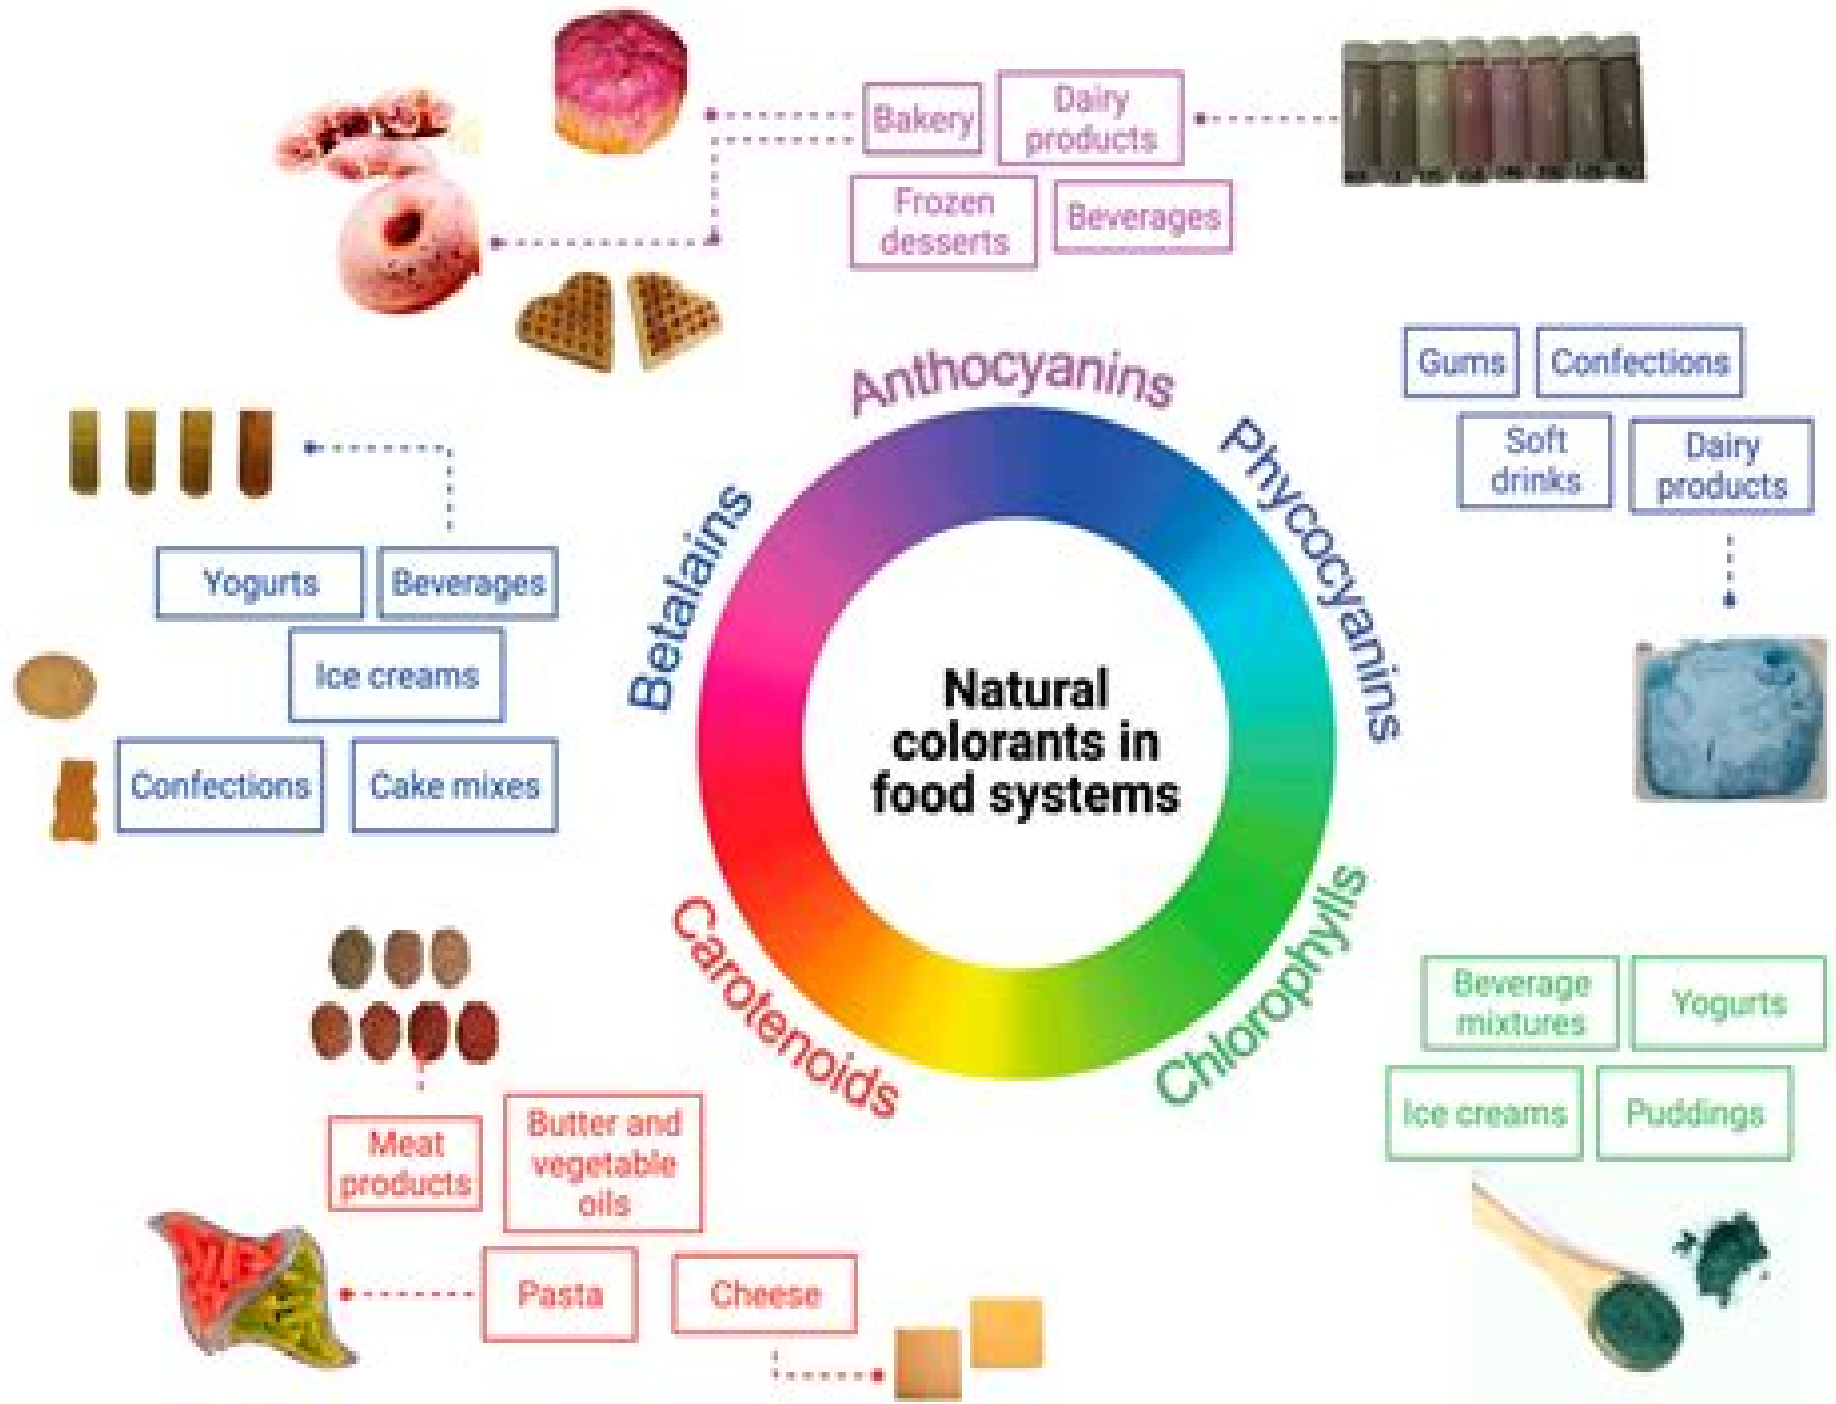 Bakery
Dairy
products
Frozen
desserts
Beverages
Anthocyanins
Gums
Confections
Soft
drinks
Dairy
products
Phycocyanins
Betalains
Yogurts
Beverages
Ice creams
Confections
Cake mixes
Natural
colorants in
food systems
Carotenoids
Chlorophylls
Beverage
mixtures
Yogurts
Ice creams
Puddings
Meat
products
Butter and
vegetable
oils
Pasta
Cheese